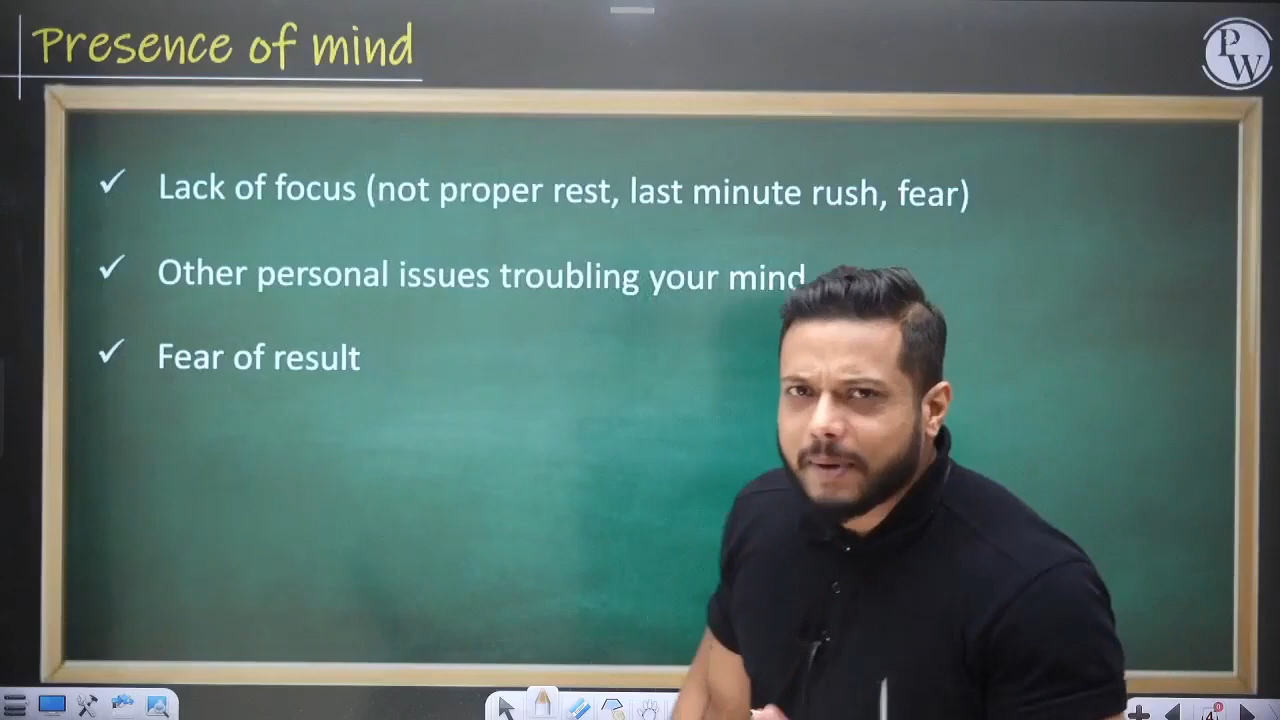 Presence of mind
PW
Lack of focus (not proper rest, last minute rush, fear)
Other personal issues troubling your mind
Fear of result